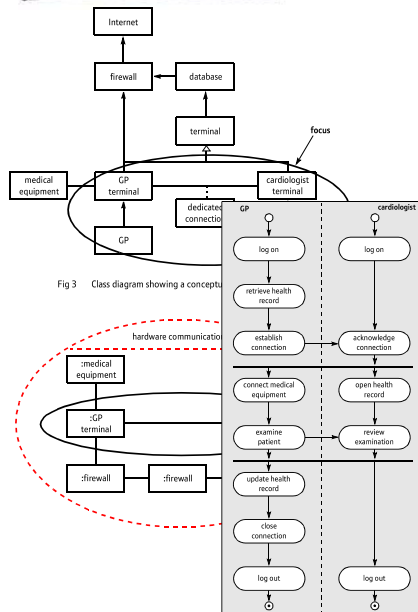 Internet
firewall
database
terminal
focus
medical
equipment
GP
terminal
cardiologist
terminal
dedicated
connection
GP
Fig 3 Class diagram showing a conceptu
hardware communication
:medical
equipment
:GP
terminal
:firewall
:firewall
GP
cardiologist
log on
log on
retrieve health
record
establish
connection
acknowledge
connection
connect medical
equipment
open health
record
examine
patient
review
examination
update health
record
close
connection
log out
log out